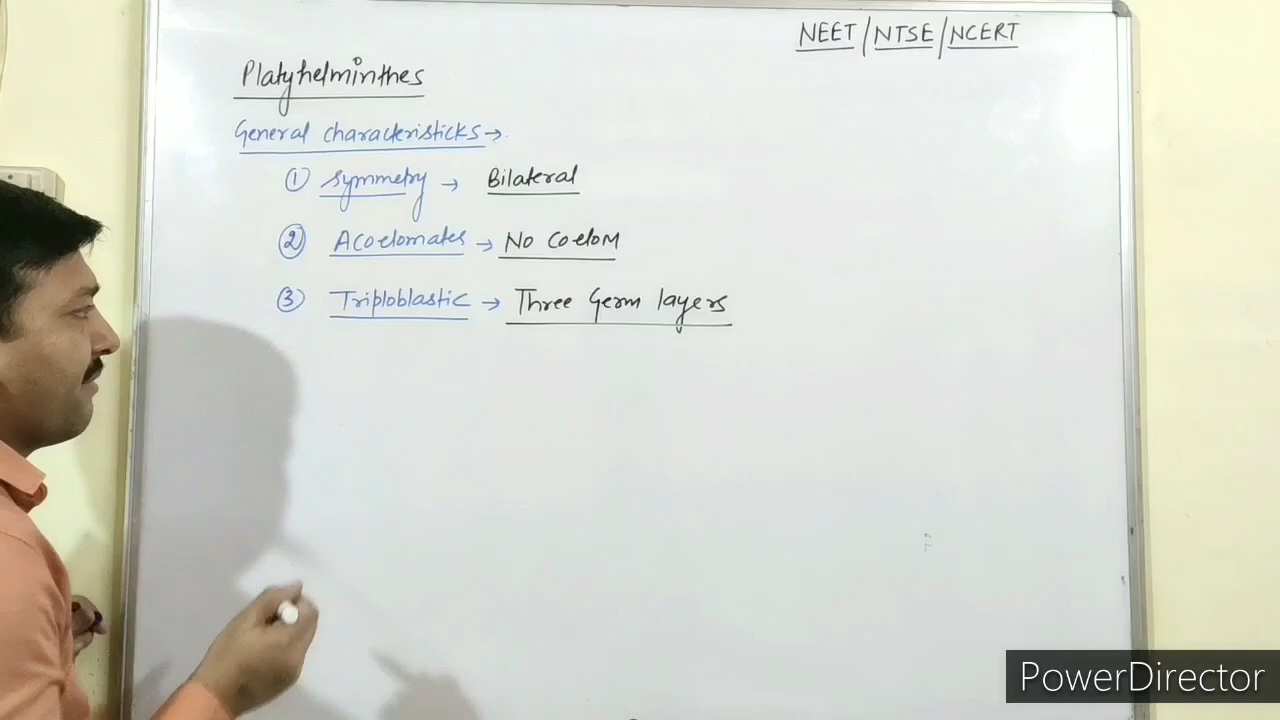 NEET/NTSE/NCERT
Platyhelminthes
General characteristicks →
① Symmetry → Bilateral
② Acoelomates → No Coelom
③ Triploblastic → Three Germ layers
PowerDirector